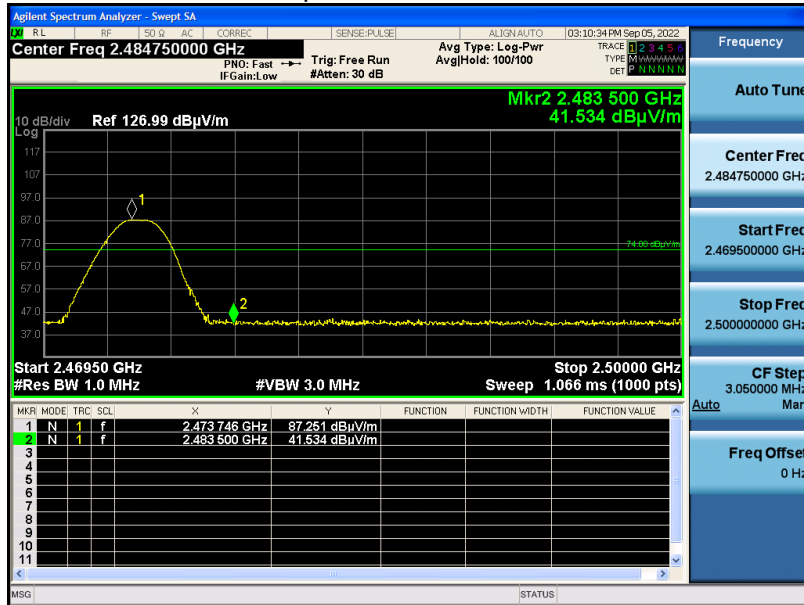 Agilent Spectrum Analyzer - Swept SA
LXI RL RF 50 Ω AC CORREC SENSE:PULSE ALIGNAUTO 03:10:34 PM Sep 05, 2022
Center Freq 2.484750000 GHz
PNO: Fast
IFGain:Low
Trig: Free Run
#Atten: 30 dB
Avg Type: Log-Pwr
Avg|Hold: 100/100
TRACE 1 2 3 4 5 6
TYPE M WWWWW
DET P N N N N N
Frequency
Mkr2 2.483 500 GHz
41.534 dBµV/m
10 dB/div Ref 126.99 dBµV/m
Log
117
107
97.0
87.0
77.0
67.0
57.0
47.0
37.0
1
2
74.00 dBµV/m
Start 2.46950 GHz Stop 2.50000 GHz
#Res BW 1.0 MHz #VBW 3.0 MHz Sweep 1.066 ms (1000 pts)
MKR MODE TRC SCL X Y FUNCTION FUNCTION WIDTH FUNCTION VALUE
1 N 1 f 2.473 746 GHz 87.251 dBµV/m
2 N 1 f 2.483 500 GHz 41.534 dBµV/m
3
4
5
6
7
8
9
10
11
MSG STATUS
Auto Tune
Center Freq
2.484750000 GHz
Start Freq
2.469500000 GHz
Stop Freq
2.500000000 GHz
CF Step
3.050000 MHz
Auto Man
Freq Offset
0 Hz